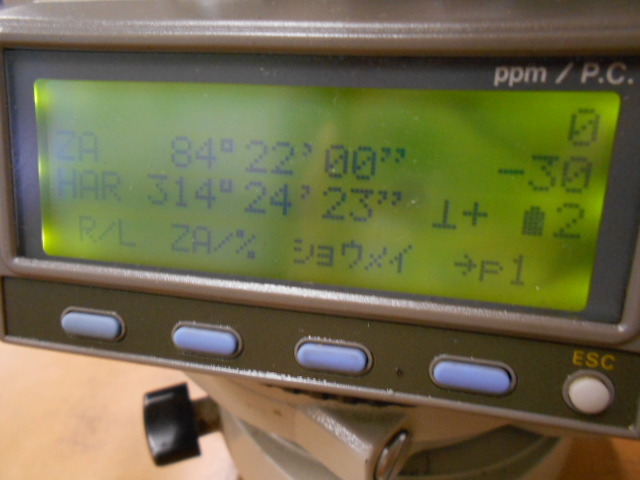 ppm / P.C.
0
ZA 84°22'00" -30
HAR 314°24'23" ⊥+ 2
R/L ZA/% ショウメイ →P1
ESC